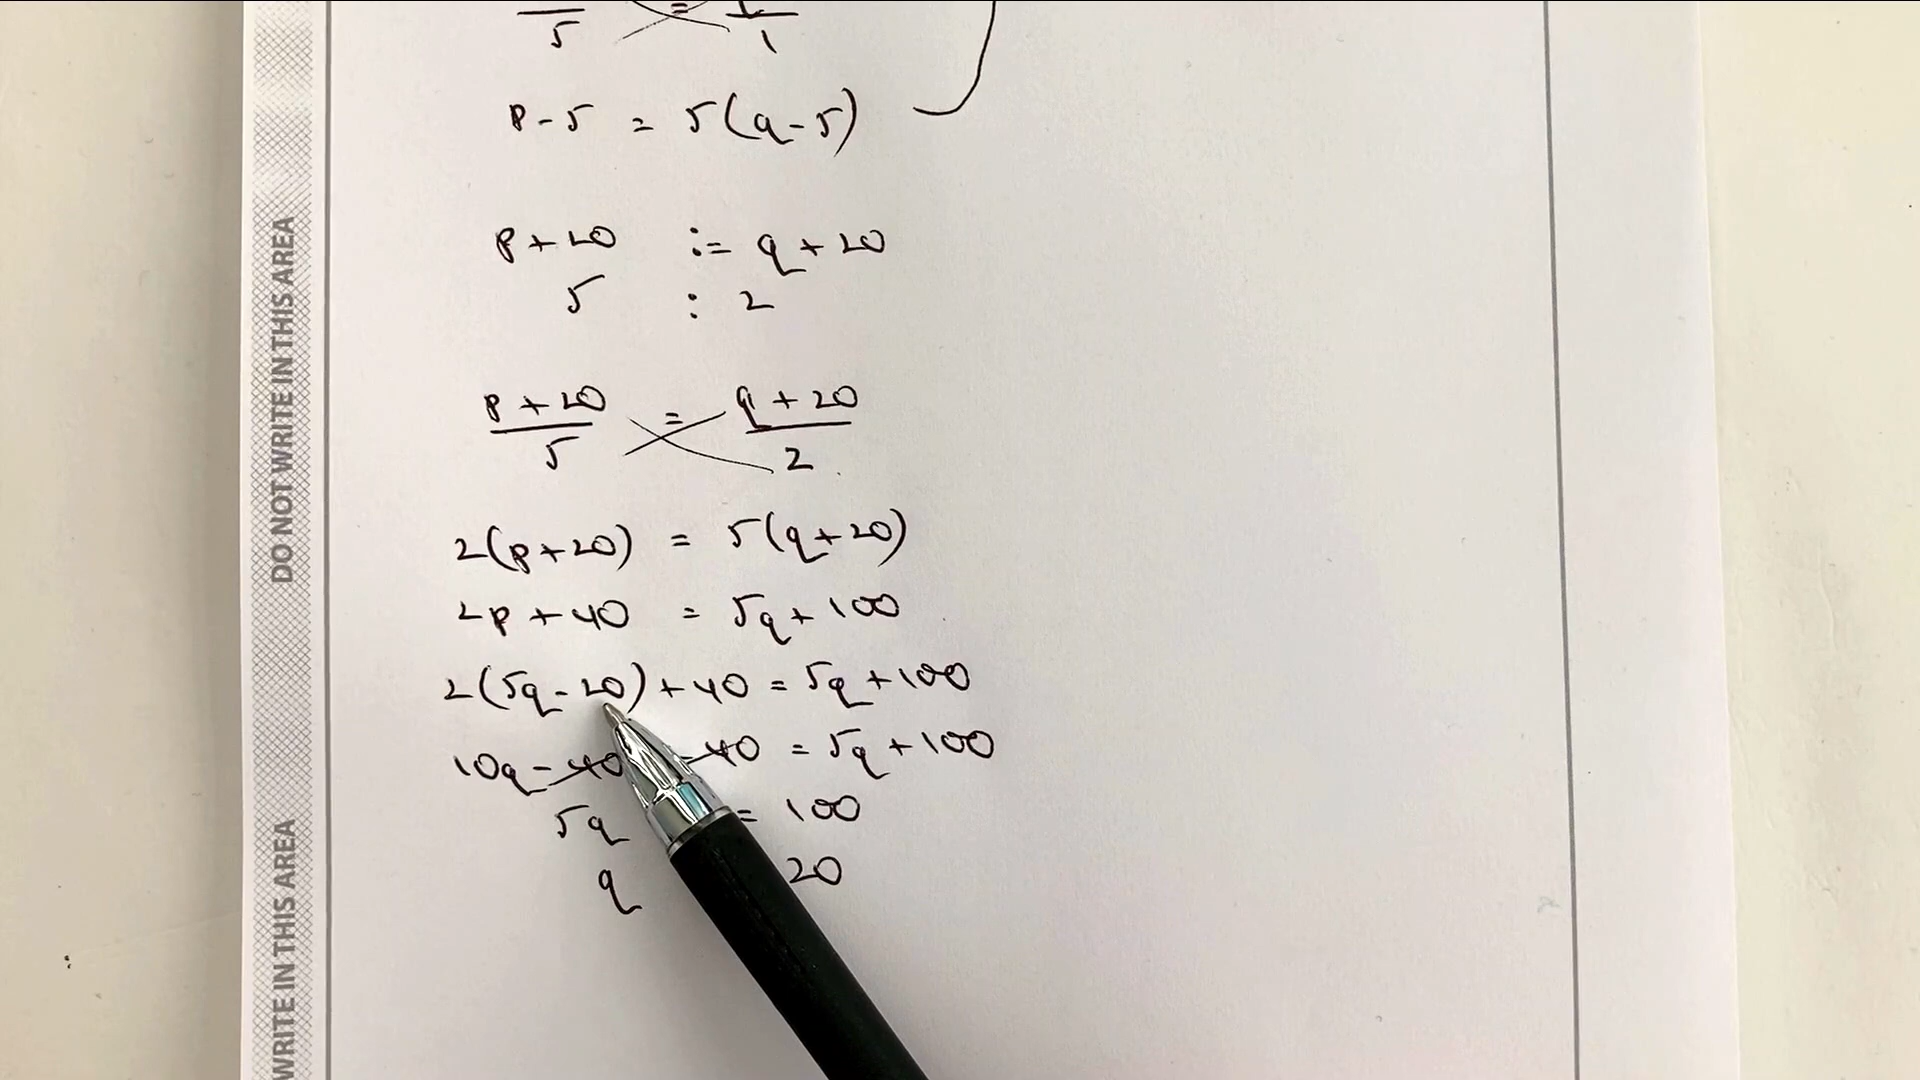 5 = 1
p - 5 = 5(q - 5)
p + 20 := q + 20
5 : 2
p + 20 = q + 20
5 2
2(p + 20) = 5(q + 20)
2p + 40 = 5q + 100
2(5q - 20) + 40 = 5q + 100
10q - 40 40 = 5q + 100
5q = 100
q 20
DO NOT WRITE IN THIS AREA
WRITE IN THIS AREA